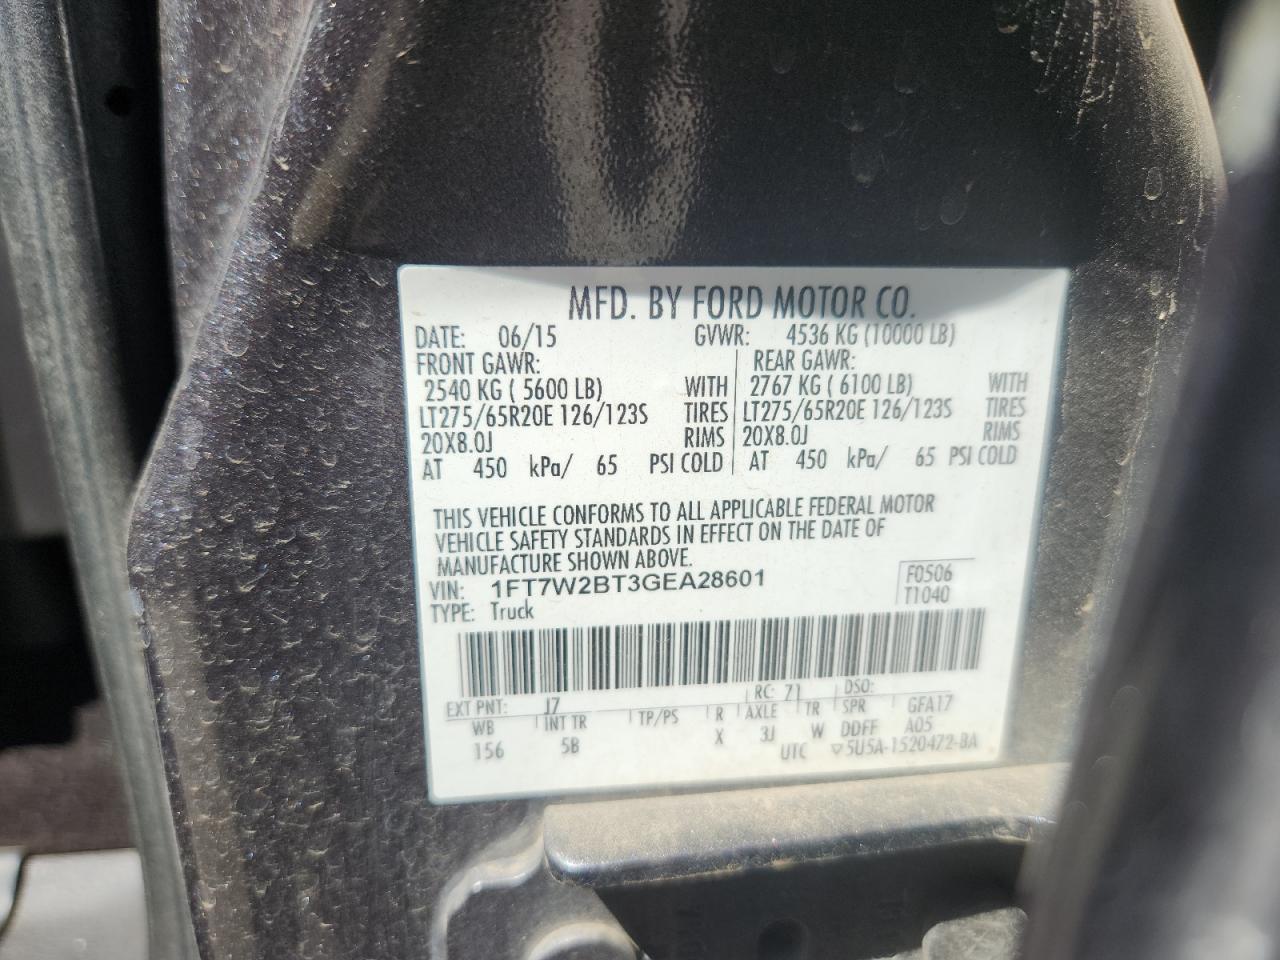 MFD. BY FORD MOTOR CO.
DATE: 06/15 GVWR: 4536 KG (10000 LB)
FRONT GAWR: REAR GAWR:
2540 KG ( 5600 LB) WITH 2767 KG ( 6100 LB) WITH
LT275/65R20E 126/123S TIRES LT275/65R20E 126/123S TIRES
20X8.0J RIMS 20X8.0J RIMS
AT 450 kPa/ 65 PSI COLD AT 450 kPa/ 65 PSI COLD
THIS VEHICLE CONFORMS TO ALL APPLICABLE FEDERAL MOTOR
VEHICLE SAFETY STANDARDS IN EFFECT ON THE DATE OF
MANUFACTURE SHOWN ABOVE.
VIN: 1FT7W2BT3GEA28601 F0506
TYPE: Truck T1040
EXT PNT: J7 RC: 71 DSO:
WB INT TR TP/PS R AXLE TR SPR GFA17
156 5B X 3J W DDFF A05
UTC ▽5U5A-1520472-BA